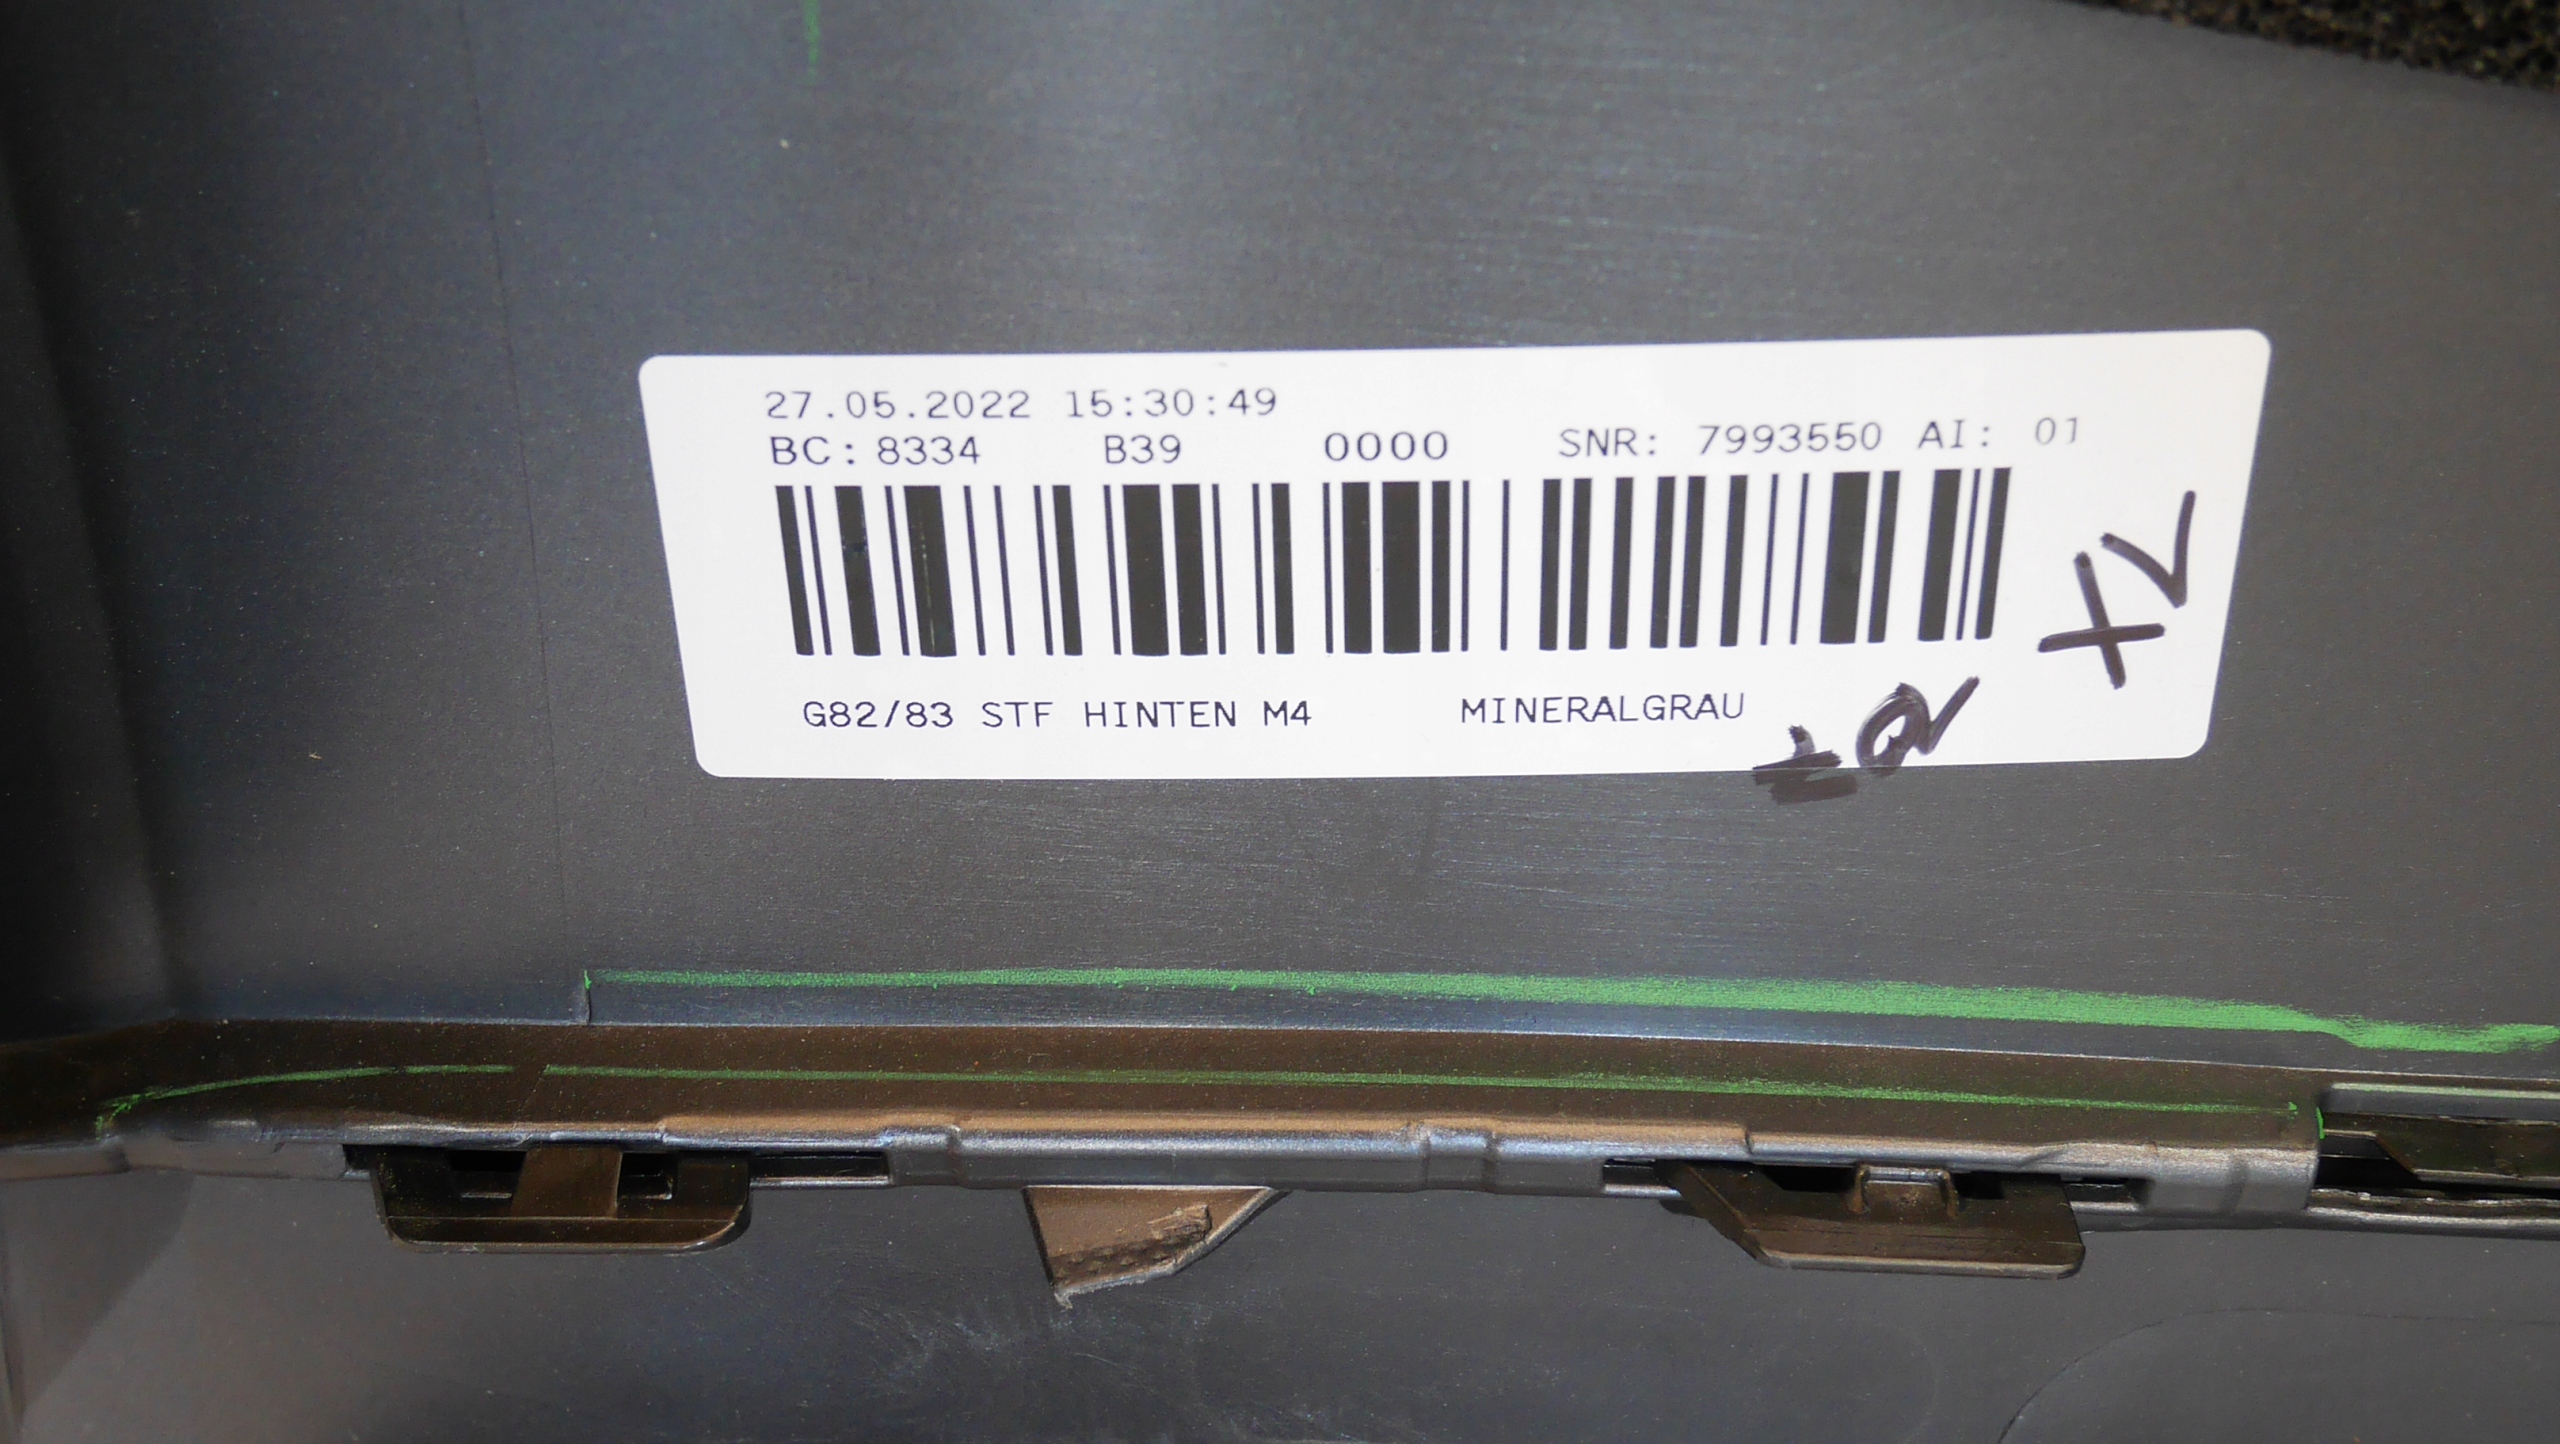 27.05.2022 15:30:49
BC: 8334 B39 0000 SNR: 7993550 AI: 01
G82/83 STF HINTEN M4 MINERALGRAU